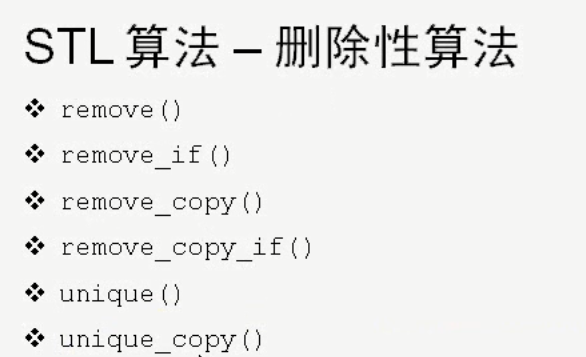 STL 算法 – 删除性算法
❖ remove()
❖ remove_if()
❖ remove_copy()
❖ remove_copy_if()
❖ unique()
❖ unique_copy()